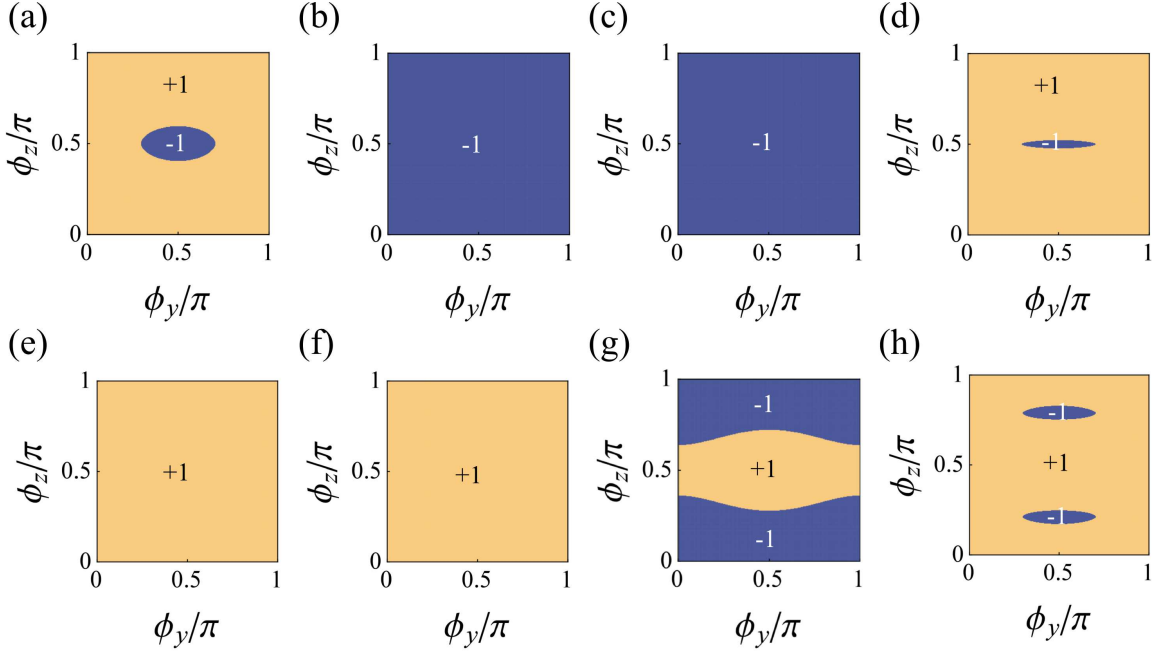 (a) (b) (c) (d)
1 1 1 1
+1 +1
ϕz/π 0.5 -1 ϕz/π 0.5 -1 ϕz/π 0.5 -1 ϕz/π 0.5 -1
0 0 0 0
0 0.5 1 0 0.5 1 0 0.5 1 0 0.5 1
ϕy/π ϕy/π ϕy/π ϕy/π
(e) (f) (g) (h)
1 1 1 1
-1 -1
ϕz/π 0.5 +1 ϕz/π 0.5 +1 ϕz/π 0.5 +1 ϕz/π 0.5 +1
-1 -1
0 0 0 0
0 0.5 1 0 0.5 1 0 0.5 1 0 0.5 1
ϕy/π ϕy/π ϕy/π ϕy/π